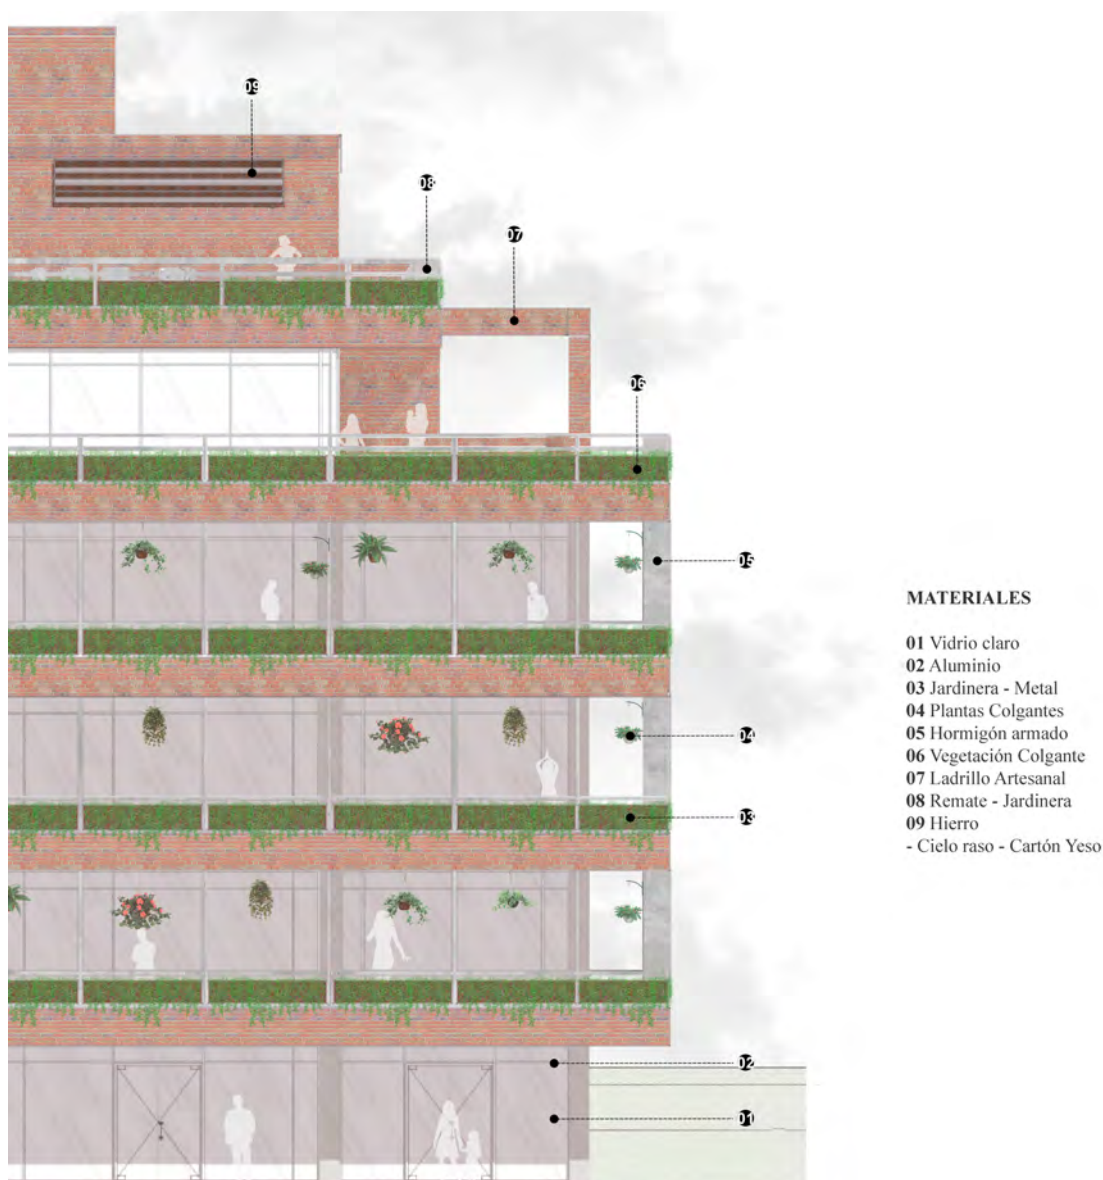 09
08
07
06
05
04
03
02
01
MATERIALES
01 Vidrio claro
02 Aluminio
03 Jardinera - Metal
04 Plantas Colgantes
05 Hormigón armado
06 Vegetación Colgante
07 Ladrillo Artesanal
08 Remate - Jardinera
09 Hierro
- Cielo raso - Cartón Yeso